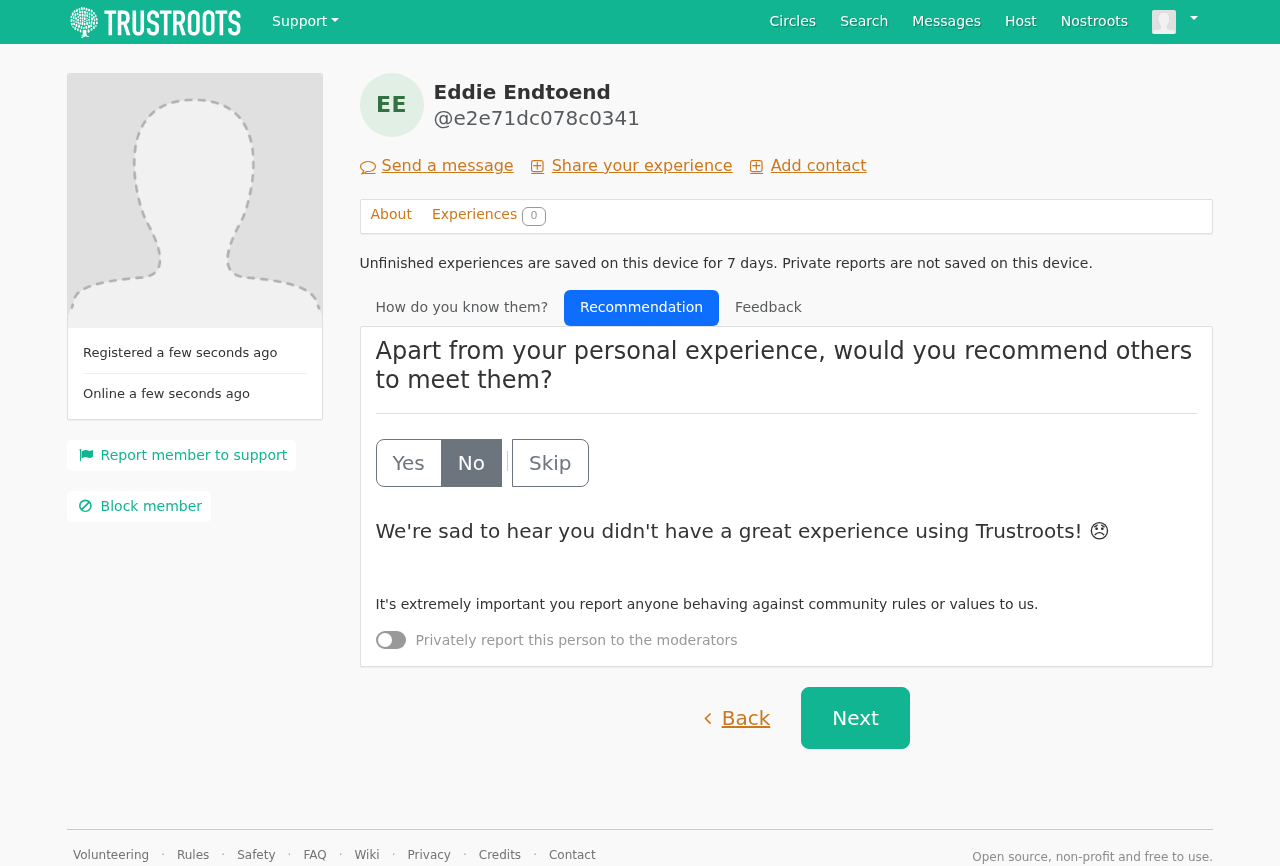 TRUSTROOTS Support Circles Search Messages Host Nostroots
EE
Eddie Endtoend
@e2e71dc078c0341
Send a message Share your experience Add contact
About Experiences 0
Unfinished experiences are saved on this device for 7 days. Private reports are not saved on this device.
How do you know them? Recommendation Feedback
Apart from your personal experience, would you recommend others
to meet them?
Yes No Skip
We're sad to hear you didn't have a great experience using Trustroots! 😞
It's extremely important you report anyone behaving against community rules or values to us.
Privately report this person to the moderators
Back Next
Registered a few seconds ago
Online a few seconds ago
Report member to support
Block member
Volunteering · Rules · Safety · FAQ · Wiki · Privacy · Credits · Contact
Open source, non-profit and free to use.